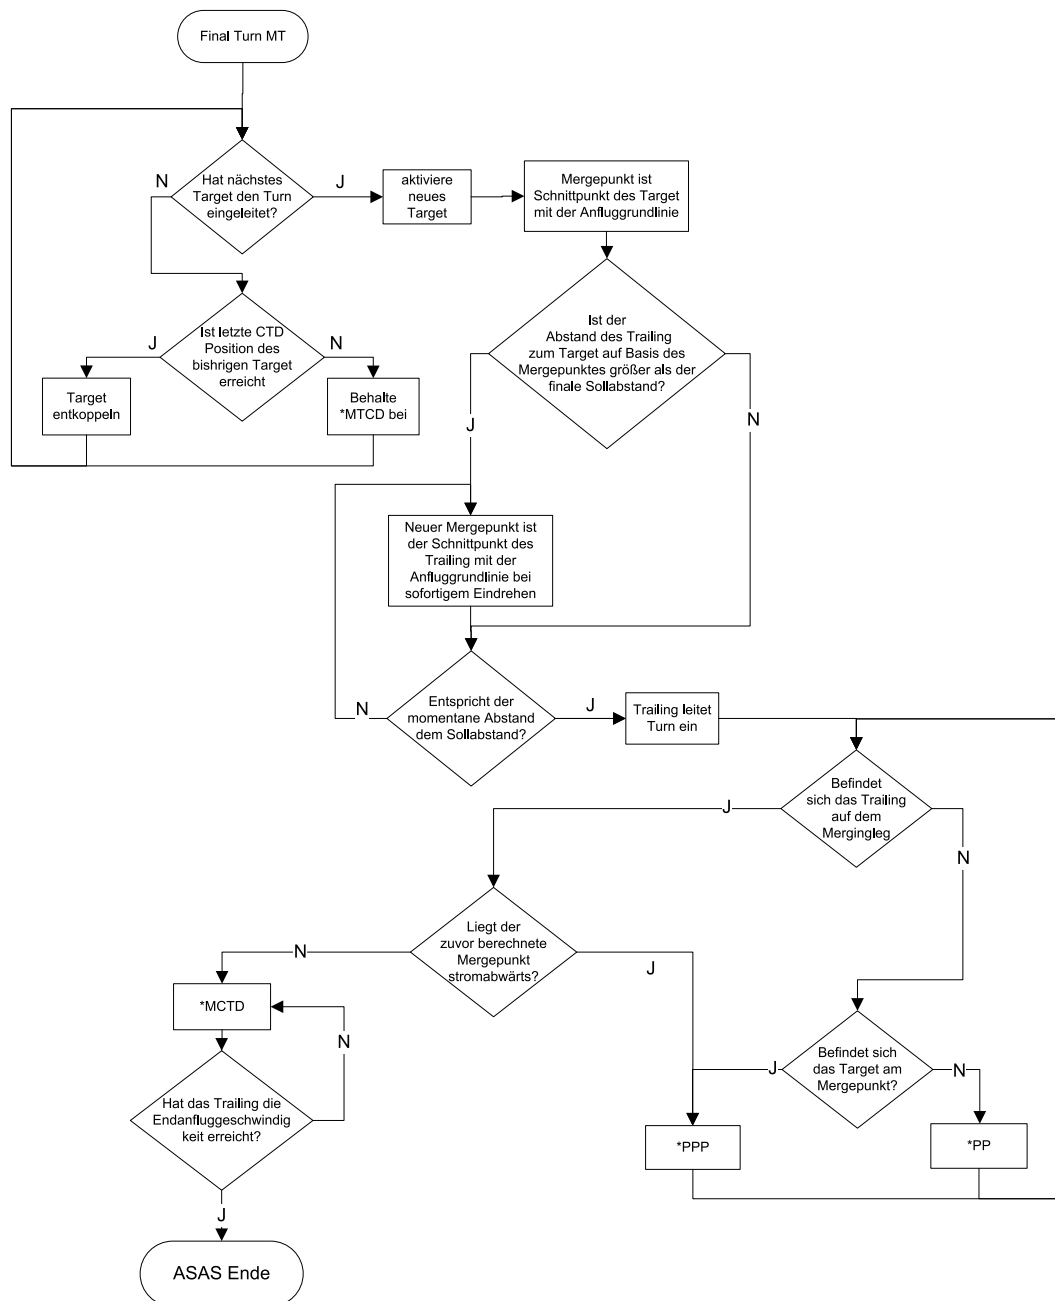 Final Turn MT
N
Hat nächstes
Target den Turn
eingeleitet?
J
aktiviere
neues
Target
Mergepunkt ist
Schnittpunkt des Target
mit der Anfluggrundlinie
J
Ist letzte CTD
Position des
bishrigen Target
erreicht
N
Target
entkoppeln
Behalte
*MTCD bei
Ist der
Abstand des Trailing
zum Target auf Basis des
Mergepunktes größer als der
finale Sollabstand?
J
N
Neuer Mergepunkt ist
der Schnittpunkt des
Trailing mit der
Anfluggrundlinie bei
sofortigem Eindrehen
N
Entspricht der
momentane Abstand
dem Sollabstand?
J
Trailing leitet
Turn ein
J
Befindet
sich das Trailing
auf dem
Mergingleg
N
N
Liegt der
zuvor berechnete
Mergepunkt
stromabwärts?
J
*MCTD
N
Hat das Trailing die
Endanfluggeschwindig
keit erreicht?
J
Befindet sich
das Target am
Mergepunkt?
N
*PPP
*PP
J
ASAS Ende